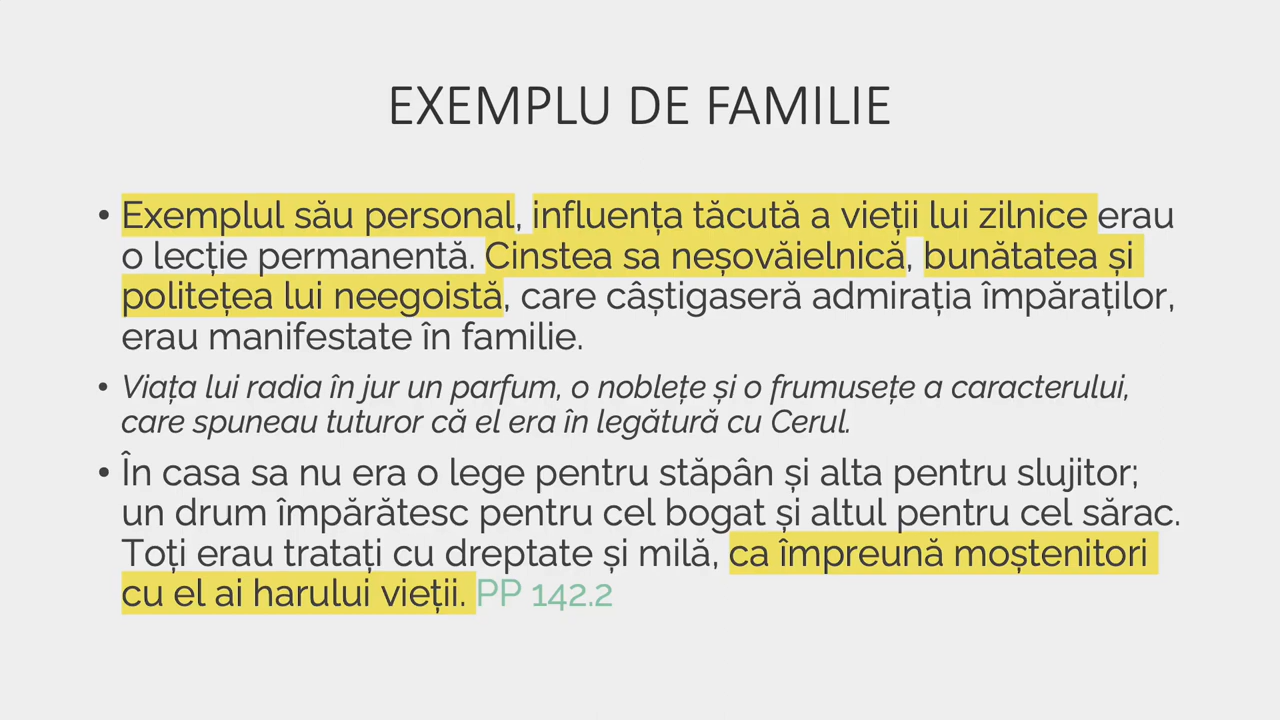 EXEMPLU DE FAMILIE
• Exemplul său personal, influența tăcută a vieții lui zilnice erau
o lecție permanentă. Cinstea sa neșovăielnică, bunătatea și
politețea lui neegoistă, care câștigaseră admirația împăraților,
erau manifestate în familie.
• Viața lui radia în jur un parfum, o noblețe și o frumusețe a caracterului,
care spuneau tuturor că el era în legătură cu Cerul.
• În casa sa nu era o lege pentru stăpân și alta pentru slujitor;
un drum împărătesc pentru cel bogat și altul pentru cel sărac.
Toți erau tratați cu dreptate și milă, ca împreună moștenitori
cu el ai harului vieții. PP 142.2